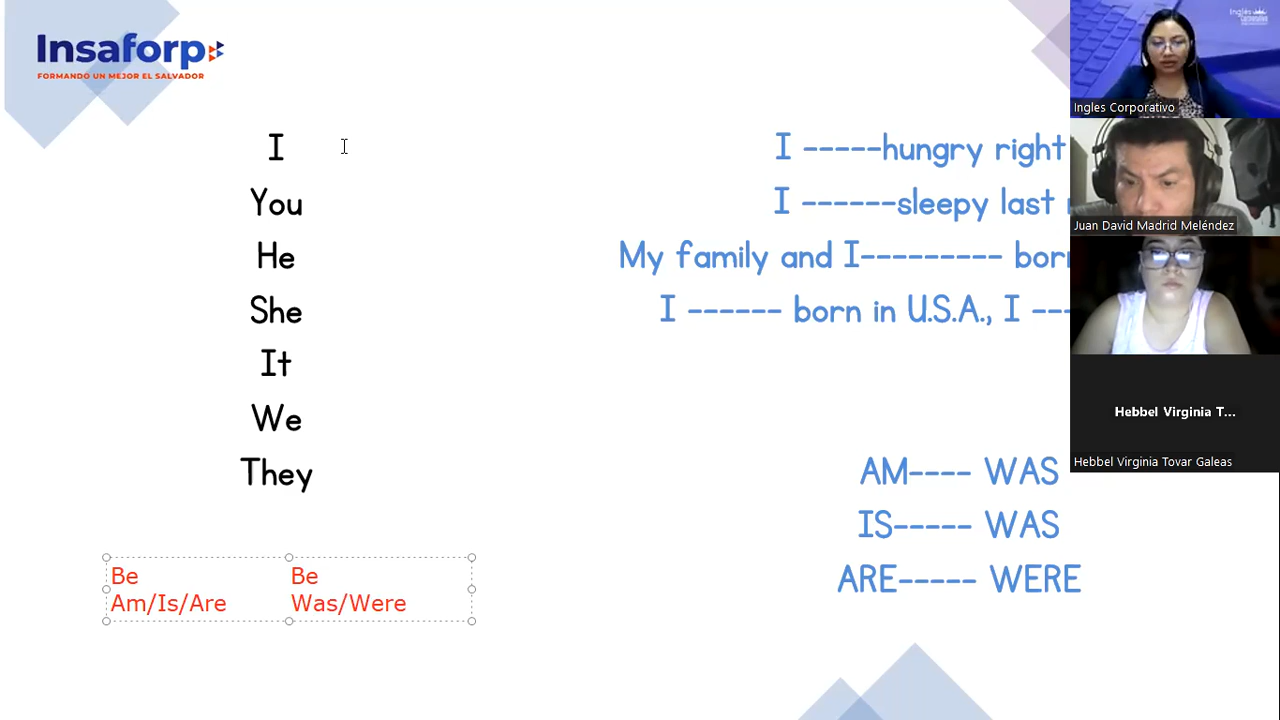 Insaforp
FORMANDO UN MEJOR EL SALVADOR
I
You
He
She
It
We
They
Be Be
Am/Is/Are Was/Were
I -----hungry right
I ------sleepy last
My family and I---------
I ------ born in U.S.A., I ---
AM---- WAS
IS----- WAS
ARE----- WERE
Ingles Corporativo
Juan David Madrid Meléndez
Hebbel Virginia T...
Hebbel Virginia Tovar Galeas